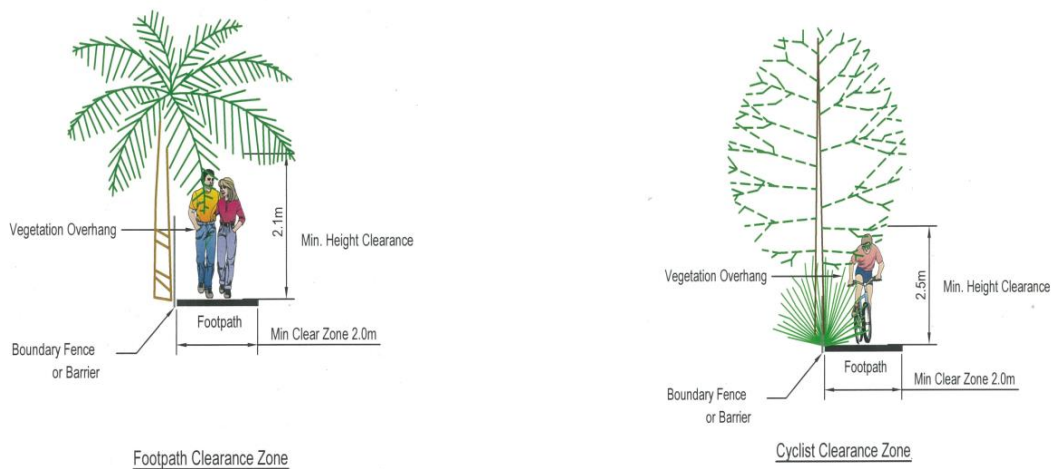 Vegetation Overhang
2.1m
Min. Height Clearance
Footpath
Min Clear Zone 2.0m
Boundary Fence
or Barrier
Footpath Clearance Zone
Vegetation Overhang
2.5m
Min. Height Clearance
Footpath
Min Clear Zone 2.0m
Boundary Fence
or Barrier
Cyclist Clearance Zone